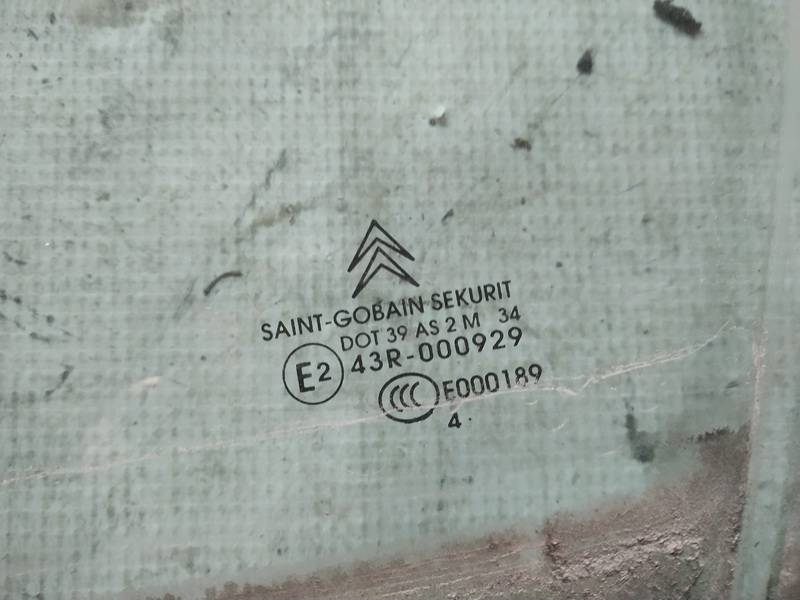 SAINT-GOBAIN SEKURIT
DOT 39 AS 2 M 34
E2 43R-000929
CCC E000189
4